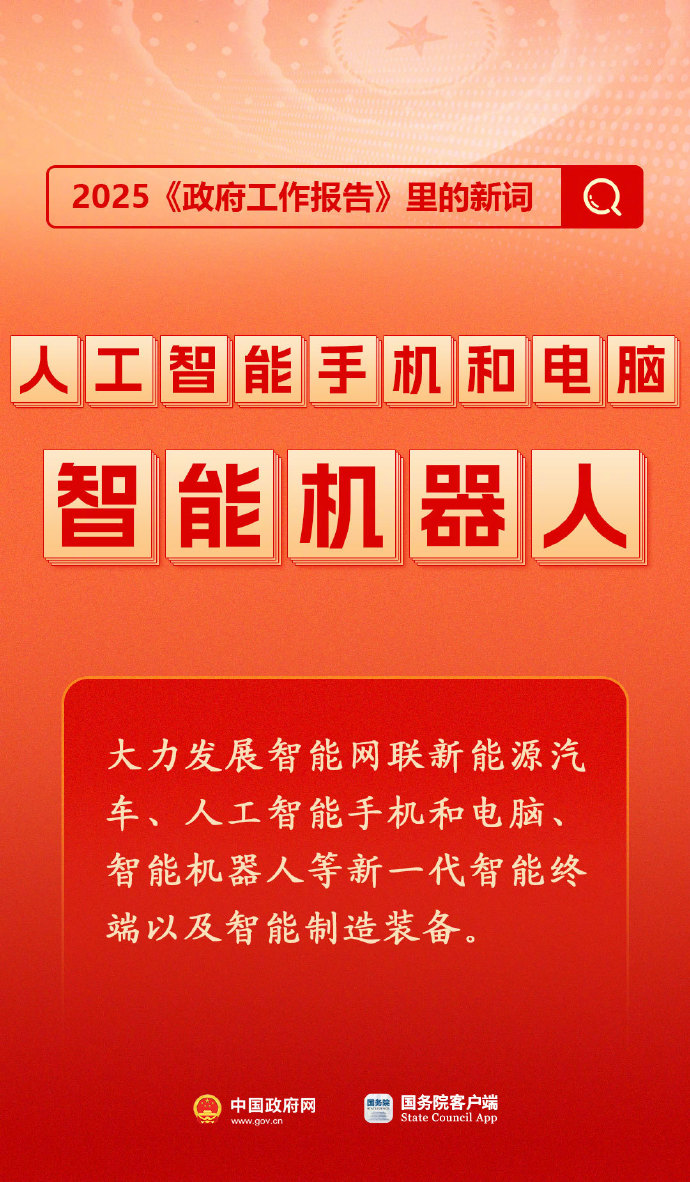 2025《政府工作报告》里的新词
人工智能手机和电脑
智能机器人
大力发展智能网联新能源汽
车、人工智能手机和电脑、
智能机器人等新一代智能终
端以及智能制造装备。
中国政府网
www.gov.cn
国务院
国务院客户端
State Council App